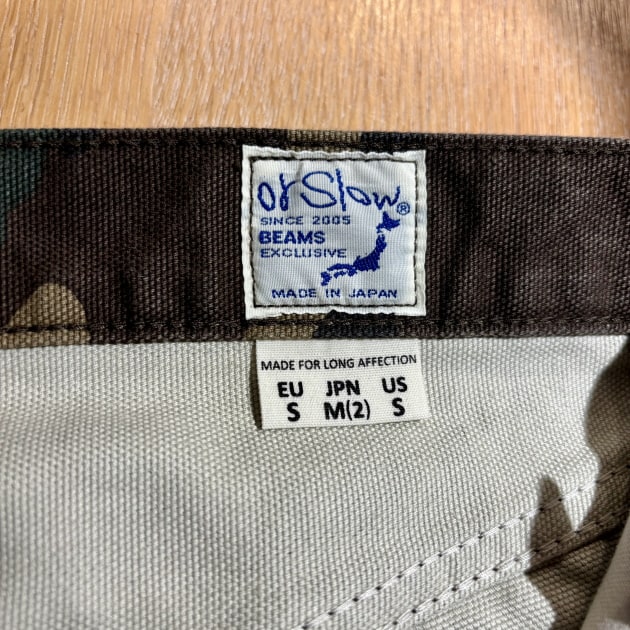 orSlow®
SINCE 2005
BEAMS
EXCLUSIVE
MADE IN JAPAN
MADE FOR LONG AFFECTION
EU JPN US
S M(2) S